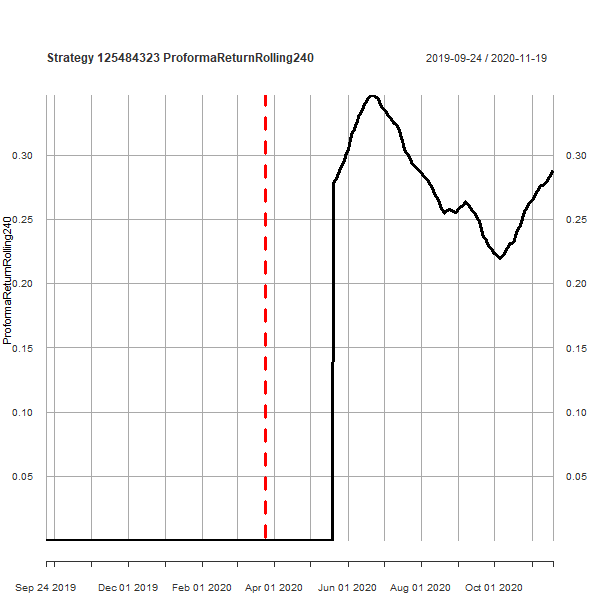 Strategy 125484323 ProformaReturnRolling240
2019-09-24 / 2020-11-19
ProformaReturnRolling240
0.30
0.25
0.20
0.15
0.10
0.05
0.30
0.25
0.20
0.15
0.10
0.05
Sep 24 2019
Dec 01 2019
Feb 01 2020
Apr 01 2020
Jun 01 2020
Aug 01 2020
Oct 01 2020